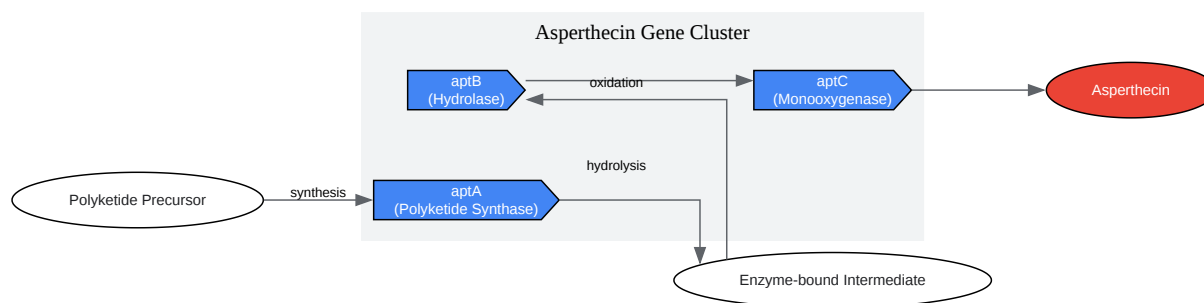 Asperthecin Gene Cluster
aptB
(Hydrolase)
oxidation
aptC
(Monooxygenase)
Asperthecin
hydrolysis
Polyketide Precursor
synthesis
aptA
(Polyketide Synthase)
Enzyme-bound Intermediate